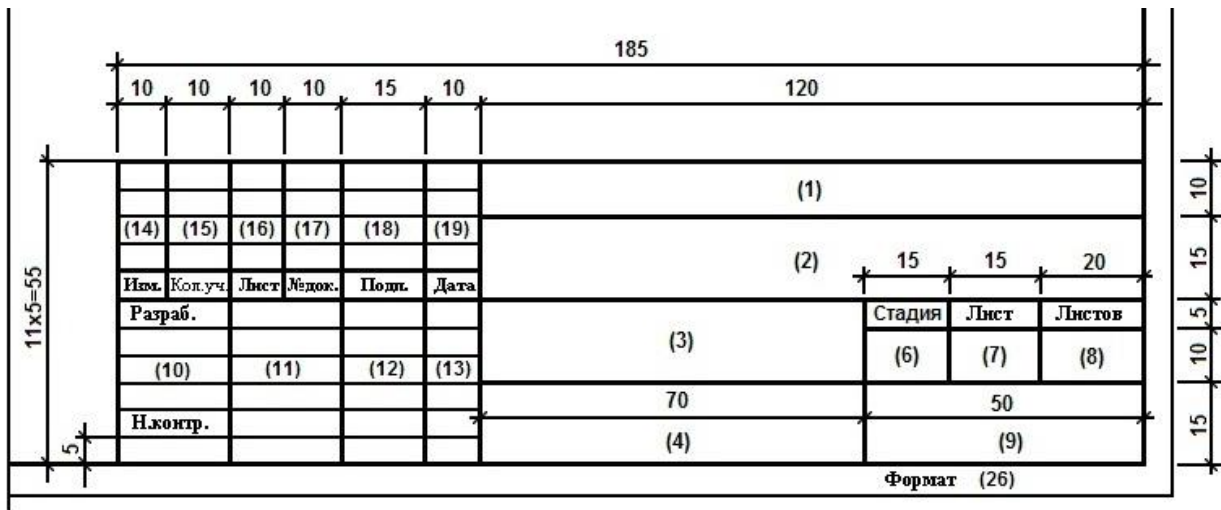 185
10 10 10 10 15 10 120
(1) 10
(14) (15) (16) (17) (18) (19)
(2) 15 15 20 15
11x5=55
Изм. Кол.уч. Лист №док. Подп. Дата
Разраб. Стадия Лист Листов 5
(3)
(6) (7) (8) 10
(10) (11) (12) (13)
70 50
Н.контр. 15
5 (4) (9)
Формат (26)